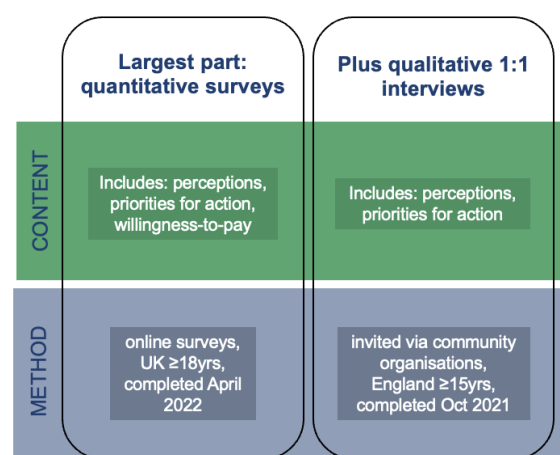 Largest part:
quantitative surveys
Plus qualitative 1:1
interviews
CONTENT
Includes: perceptions,
priorities for action,
willingness-to-pay
Includes: perceptions,
priorities for action
METHOD
online surveys,
UK ≥18yrs,
completed April
2022
invited via community
organisations,
England ≥15yrs,
completed Oct 2021